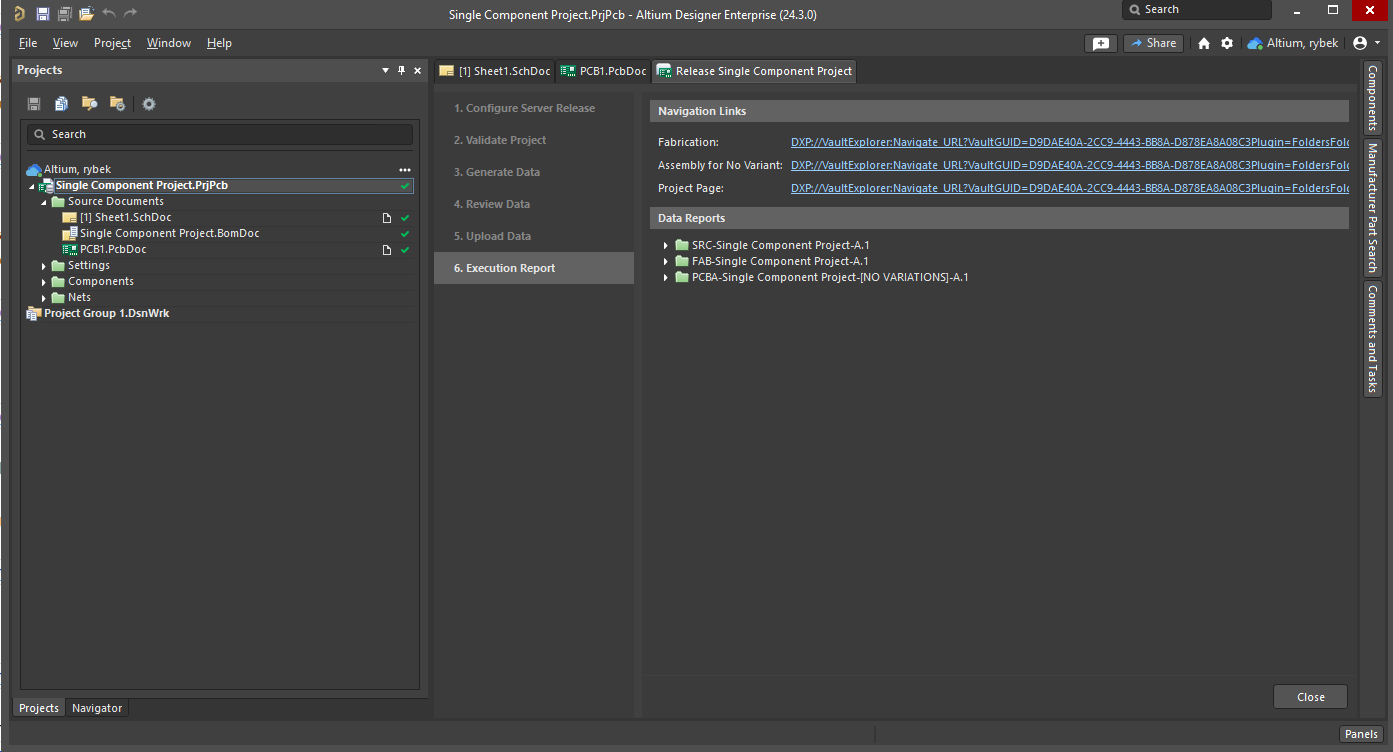 Single Component Project.PrjPcb - Altium Designer Enterprise (24.3.0)
Search
File View Project Window Help
Share
Altium, rybek
Projects
Search
Altium, rybek
Single Component Project.PrjPcb
Source Documents
[1] Sheet1.SchDoc
Single Component Project.BomDoc
PCB1.PcbDoc
Settings
Components
Nets
Project Group 1.DsnWrk
Projects Navigator
[1] Sheet1.SchDoc PCB1.PcbDoc Release Single Component Project
1. Configure Server Release
2. Validate Project
3. Generate Data
4. Review Data
5. Upload Data
6. Execution Report
Navigation Links
Fabrication: DXP://VaultExplorer:Navigate_URL?VaultGUID=D9DAE40A-2CC9-4443-BB8A-D878EA8A08C3Plugin=FoldersFol
Assembly for No Variant: DXP://VaultExplorer:Navigate_URL?VaultGUID=D9DAE40A-2CC9-4443-BB8A-D878EA8A08C3Plugin=FoldersFol
Project Page: DXP://VaultExplorer:Navigate_URL?VaultGUID=D9DAE40A-2CC9-4443-BB8A-D878EA8A08C3Plugin=FoldersFol
Data Reports
SRC-Single Component Project-A.1
FAB-Single Component Project-A.1
PCBA-Single Component Project-[NO VARIATIONS]-A.1
Close
Components
Manufacturer Part Search
Comments and Tasks
Panels